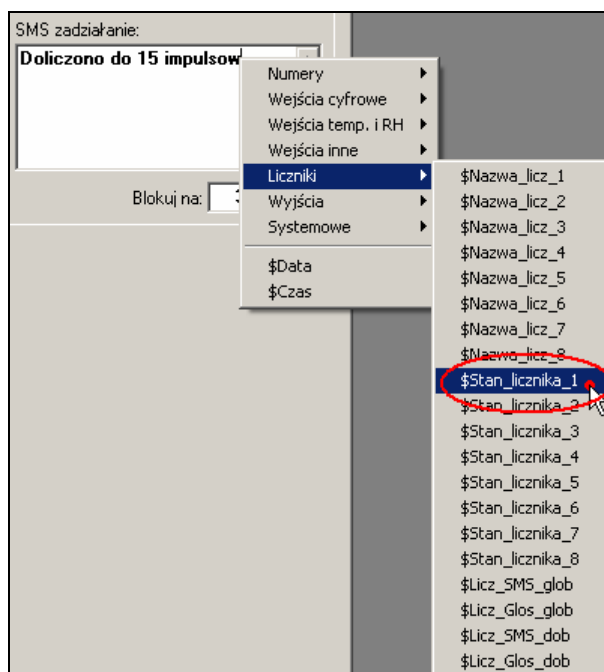 SMS zadziałanie:
Doliczono do 15 impulsow
Blokuj na:
Numery
Wejścia cyfrowe
Wejścia temp. i RH
Wejścia inne
Liczniki
Wyjścia
Systemowe
$Data
$Czas
$Nazwa_licz_1
$Nazwa_licz_2
$Nazwa_licz_3
$Nazwa_licz_4
$Nazwa_licz_5
$Nazwa_licz_6
$Nazwa_licz_7
$Nazwa_licz_8
$Stan_licznika_1
$Stan_licznika_2
$Stan_licznika_3
$Stan_licznika_4
$Stan_licznika_5
$Stan_licznika_6
$Stan_licznika_7
$Stan_licznika_8
$Licz_SMS_glob
$Licz_Glos_glob
$Licz_SMS_dob
$Licz_Glos_dob